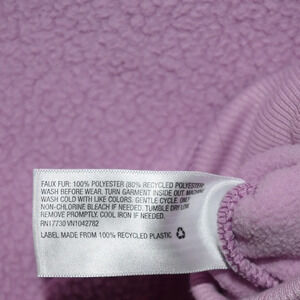 FAUX FUR: 100% POLYESTER (80% RECYCLED POLYESTER)
WASH BEFORE WEAR. TURN GARMENT INSIDE OUT. MACHINE
WASH COLD WITH LIKE COLORS. GENTLE CYCLE. ONLY
NON-CHLORINE BLEACH IF NEEDED. TUMBLE DRY LOW.
REMOVE PROMPTLY. COOL IRON IF NEEDED.
RN17730 VN1042762
LABEL MADE FROM 100% RECYCLED PLASTIC